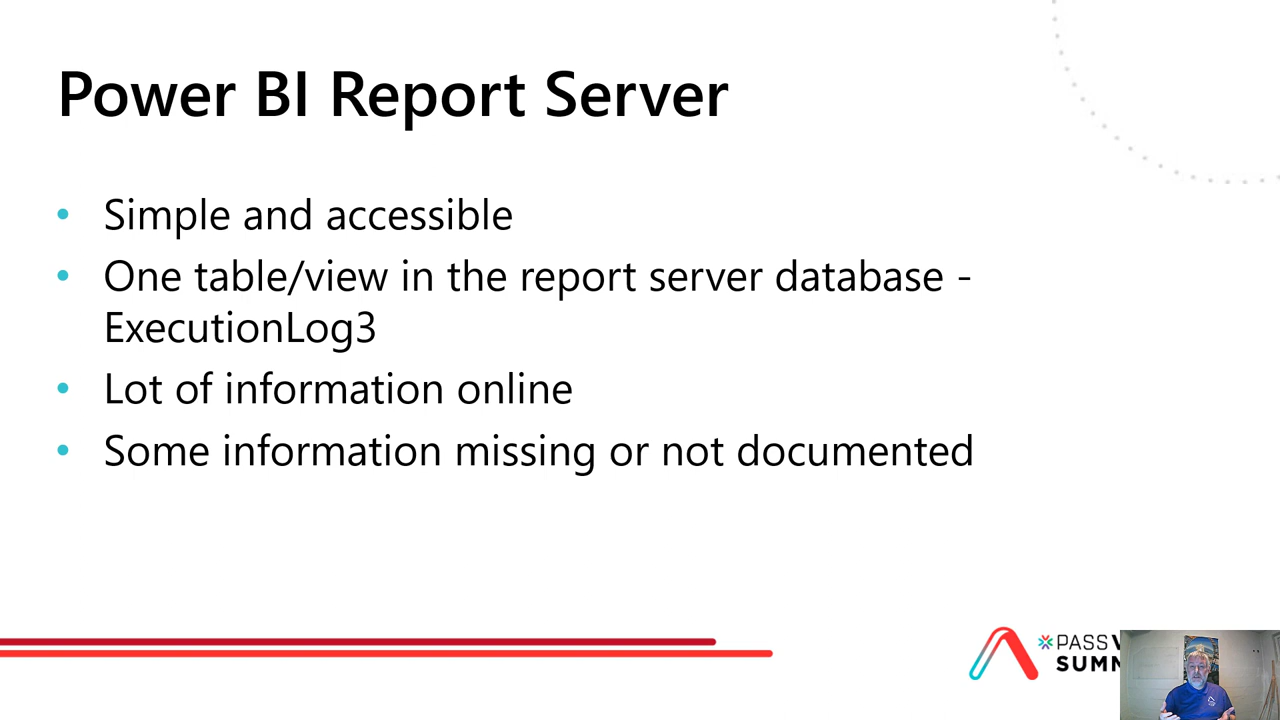 Power BI Report Server
• Simple and accessible
• One table/view in the report server database -
ExecutionLog3
• Lot of information online
• Some information missing or not documented
PASS
SUM